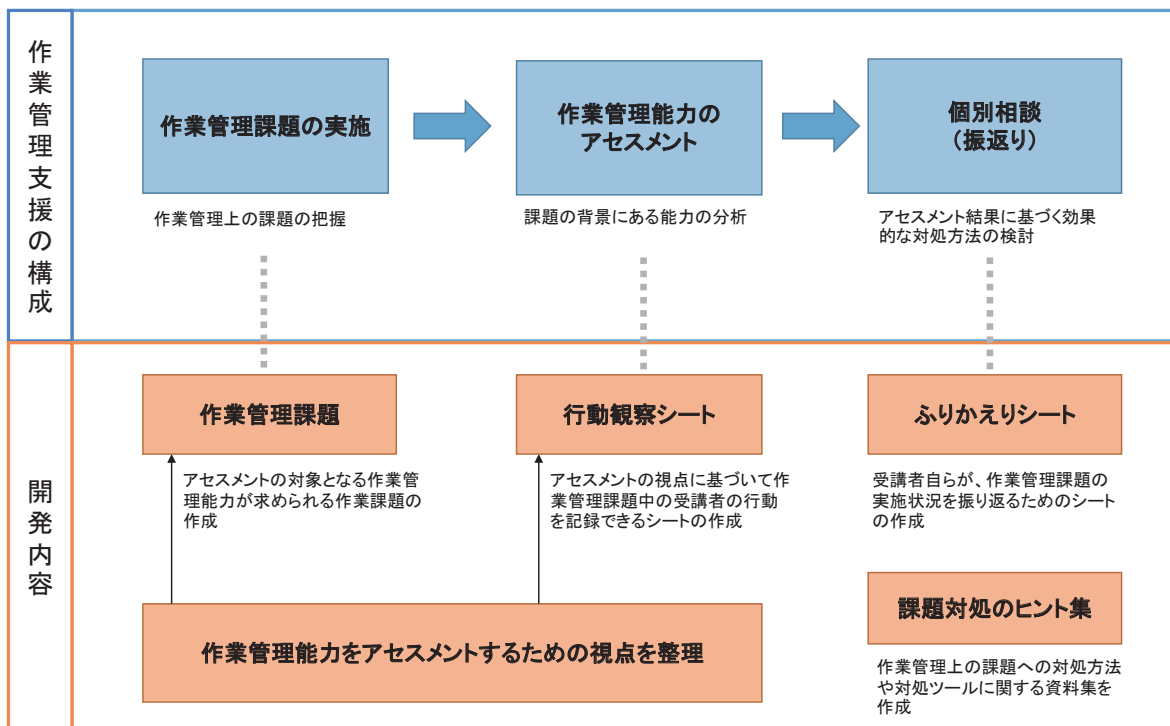 作業管理支援の構成
作業管理課題の実施
作業管理能力の
アセスメント
個別相談
（振返り）
作業管理上の課題の把握
課題の背景にある能力の分析
アセスメント結果に基づく効果
的な対処方法の検討
開発内容
作業管理課題
行動観察シート
ふりかえりシート
アセスメントの対象となる作業管
理能力が求められる作業課題の
作成
アセスメントの視点に基づいて作
業管理課題中の受講者の行動
を記録できるシートの作成
受講者自らが、作業管理課題の
実施状況を振り返るためのシート
の作成
作業管理能力をアセスメントするための視点を整理
課題対処のヒント集
作業管理上の課題への対処方法
や対処ツールに関する資料集を
作成